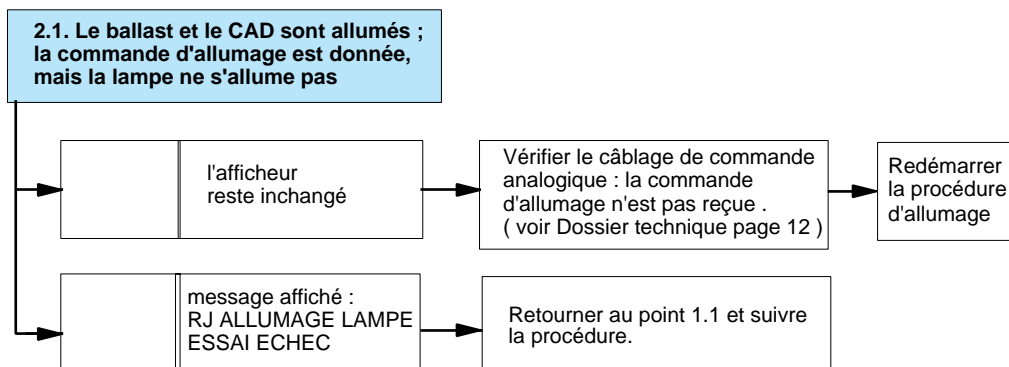 2.1. Le ballast et le CAD sont allumés ;
la commande d'allumage est donnée,
mais la lampe ne s'allume pas
l'afficheur
reste inchangé
Vérifier le câblage de commande
analogique : la commande
d'allumage n'est pas reçue .
( voir Dossier technique page 12 )
Redémarrer
la procédure
d'allumage
message affiché :
RJ ALLUMAGE LAMPE
ESSAI ECHEC
Retourner au point 1.1 et suivre
la procédure.